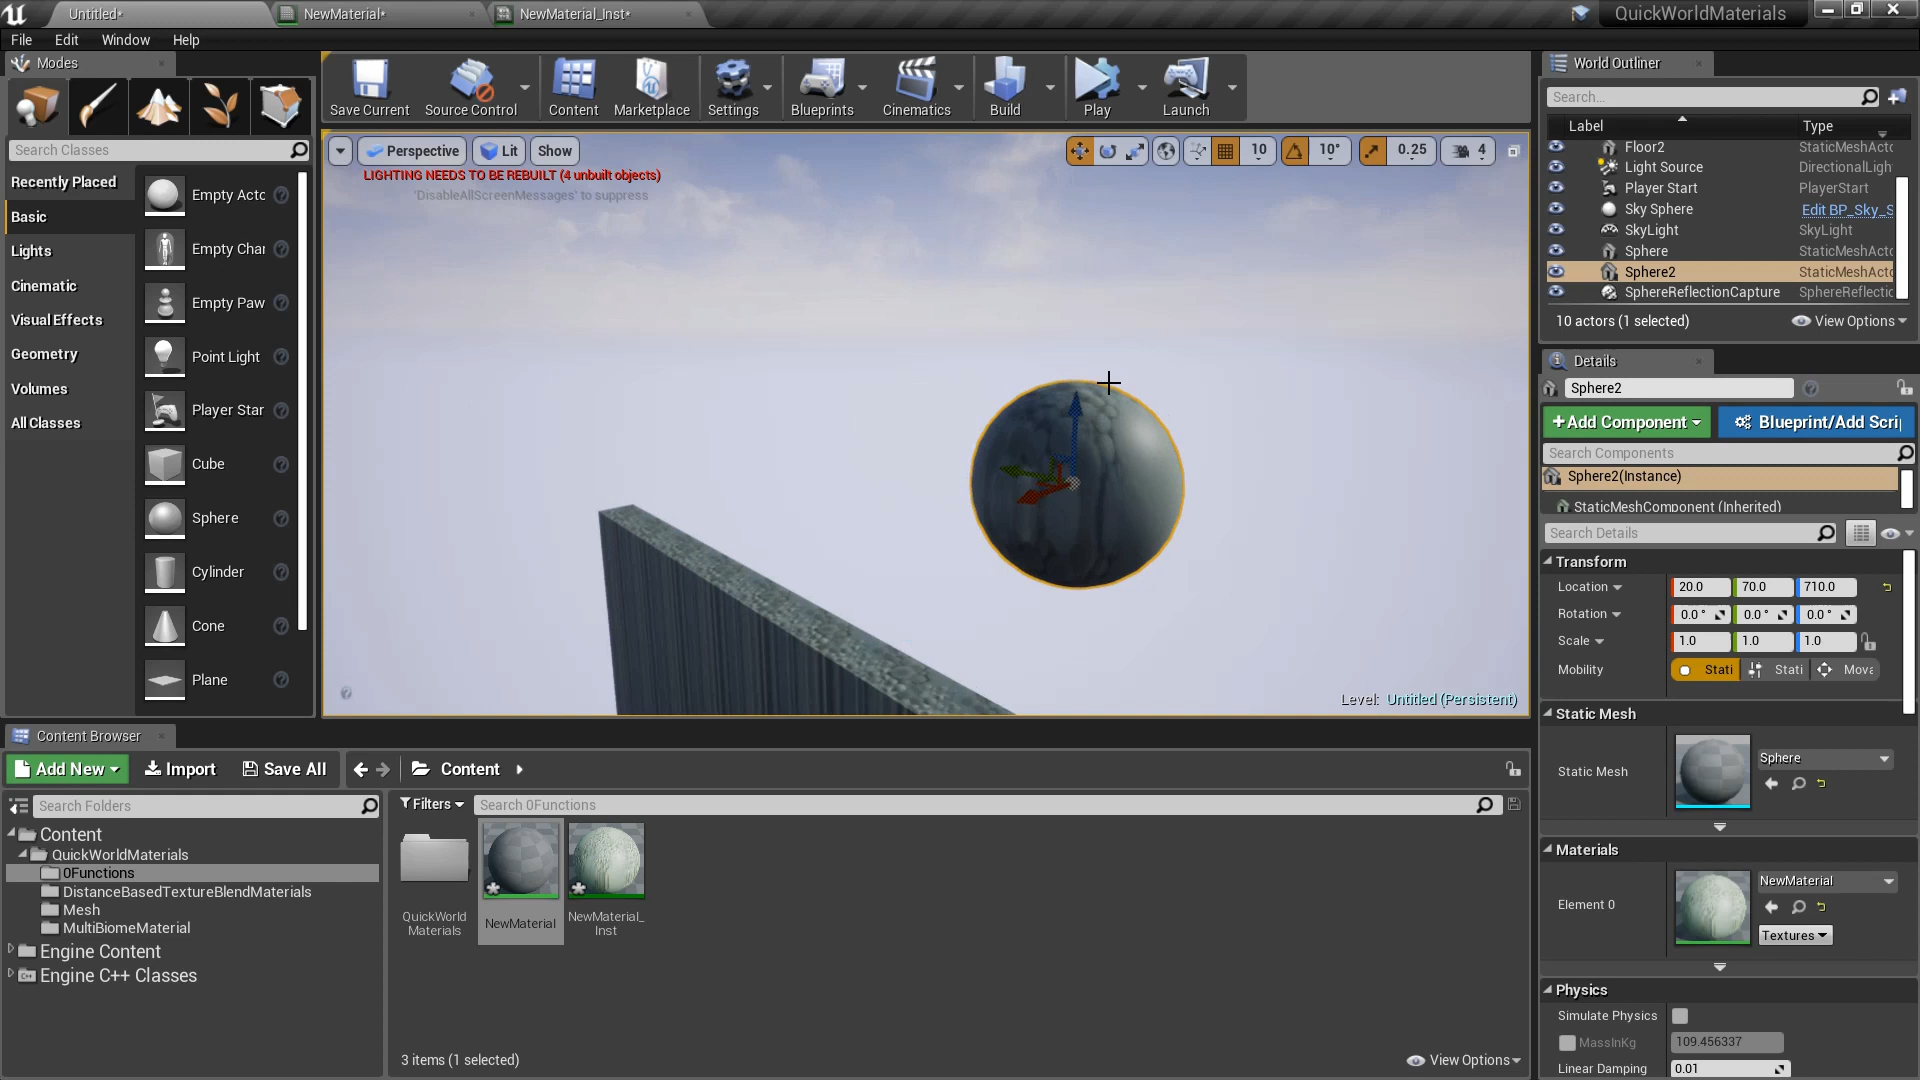 Untitled*
NewMaterial*
NewMaterial_Inst*
QuickWorldMaterials
File Edit Window Help
Modes
Search Classes
Recently Placed
Basic
Lights
Cinematic
Visual Effects
Geometry
Volumes
All Classes
Empty Acto
Empty Char
Empty Paw
Point Light
Player Star
Cube
Sphere
Cylinder
Cone
Plane
Save Current
Source Control
Content
Marketplace
Settings
Blueprints
Cinematics
Build
Play
Launch
Perspective
Lit
Show
10
10°
0.25
4
LIGHTING NEEDS TO BE REBUILT (4 unbuilt objects)
'DisableAllScreenMessages' to suppress
Level: Untitled (Persistent)
World Outliner
Search...
Label Type
Floor2 StaticMeshActo
Light Source DirectionalLigh
Player Start PlayerStart
Sky Sphere Edit BP_Sky_S
SkyLight SkyLight
Sphere StaticMeshActo
Sphere2 StaticMeshActo
SphereReflectionCapture SphereReflectio
10 actors (1 selected)
View Options
Details
Sphere2
+Add Component
Blueprint/Add Scri
Search Components
Sphere2(Instance)
StaticMeshComponent (Inherited)
Search Details
Transform
Location 20.0 70.0 710.0
Rotation 0.0 ° 0.0 ° 0.0 °
Scale 1.0 1.0 1.0
Mobility Stati Stati Mova
Static Mesh
Static Mesh
Sphere
Materials
Element 0
NewMaterial
Textures
Physics
Simulate Physics
MassInKg 109.456337
Linear Damping 0.01
Content Browser
Add New
Import
Save All
Content
Search Folders
Filters
Search 0Functions
Content
QuickWorldMaterials
0Functions
DistanceBasedTextureBlendMaterials
Mesh
MultiBiomeMaterial
Engine Content
Engine C++ Classes
QuickWorld
Materials
NewMaterial
NewMaterial_
Inst
3 items (1 selected)
View Options